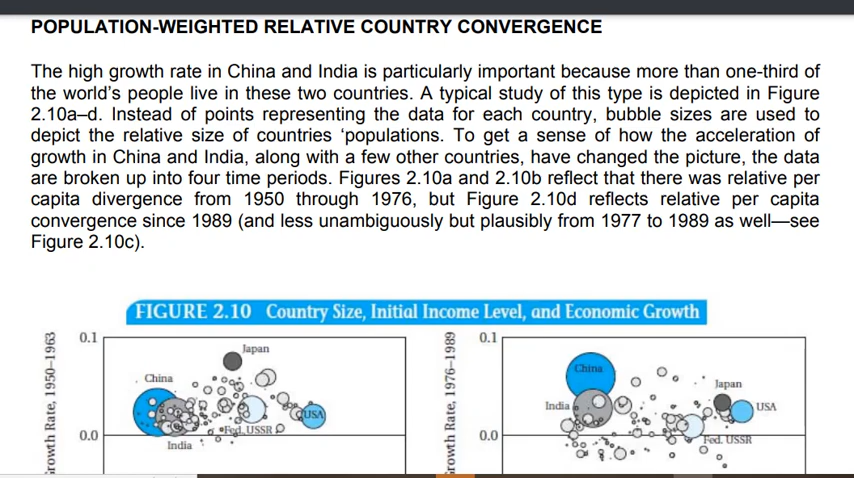 POPULATION-WEIGHTED RELATIVE COUNTRY CONVERGENCE
The high growth rate in China and India is particularly important because more than one-third of
the world's people live in these two countries. A typical study of this type is depicted in Figure
2.10a–d. Instead of points representing the data for each country, bubble sizes are used to
depict the relative size of countries 'populations. To get a sense of how the acceleration of
growth in China and India, along with a few other countries, have changed the picture, the data
are broken up into four time periods. Figures 2.10a and 2.10b reflect that there was relative per
capita divergence from 1950 through 1976, but Figure 2.10d reflects relative per capita
convergence since 1989 (and less unambiguously but plausibly from 1977 to 1989 as well—see
Figure 2.10c).
FIGURE 2.10 Country Size, Initial Income Level, and Economic Growth
rowth Rate, 1950–1963
0.1
0.0
China
Japan
USA
Fed. USSR
India
rowth Rate, 1976–1989
0.1
0.0
China
India
Japan
USA
Fed. USSR